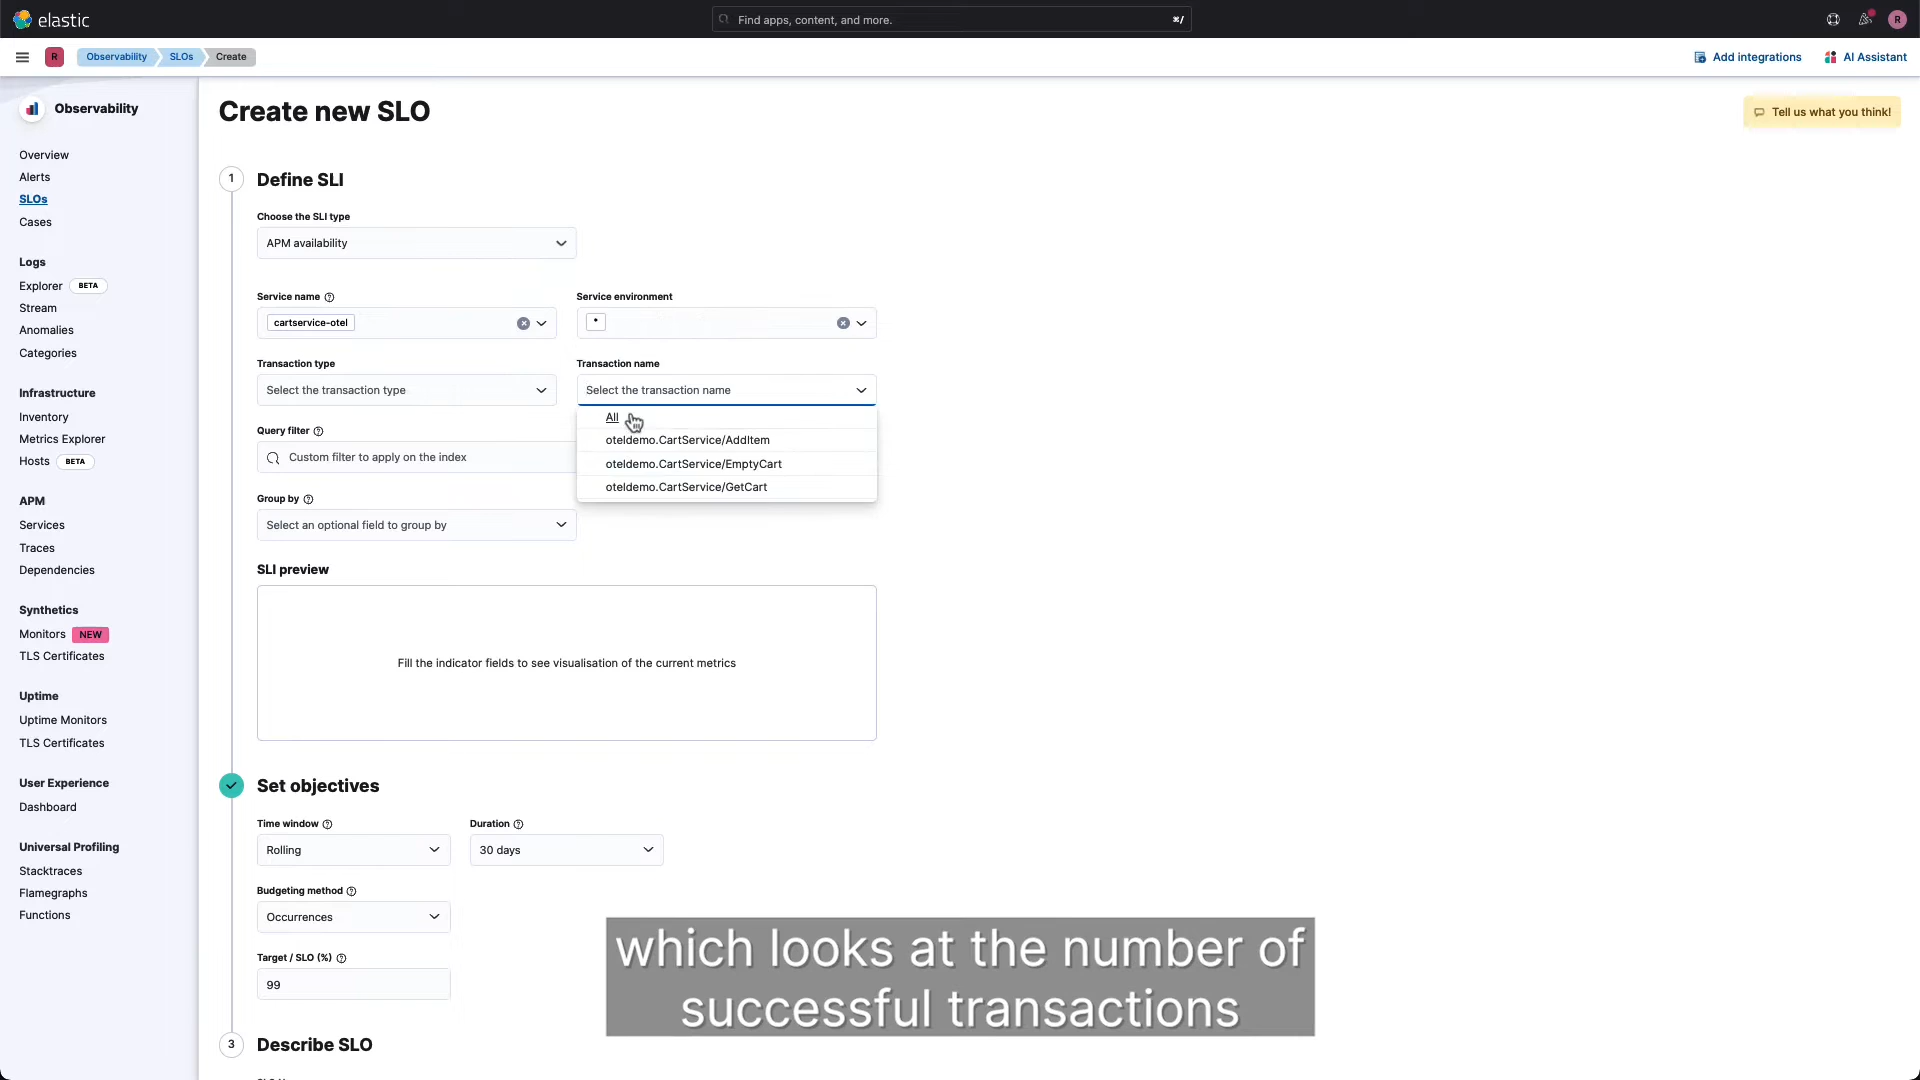 elastic
Find apps, content, and more.
⌘/
R
R
Observability
SLOs
Create
Add integrations
AI Assistant
Observability
Overview
Alerts
SLOs
Cases
Logs
Explorer BETA
Stream
Anomalies
Categories
Infrastructure
Inventory
Metrics Explorer
Hosts BETA
APM
Services
Traces
Dependencies
Synthetics
Monitors NEW
TLS Certificates
Uptime
Uptime Monitors
TLS Certificates
User Experience
Dashboard
Universal Profiling
Stacktraces
Flamegraphs
Functions
Create new SLO
Tell us what you think!
1 Define SLI
Choose the SLI type
APM availability
Service name
Service environment
cartservice-otel
*
Transaction type
Transaction name
Select the transaction type
Select the transaction name
All
oteldemo.CartService/AddItem
oteldemo.CartService/EmptyCart
oteldemo.CartService/GetCart
Query filter
Custom filter to apply on the index
Group by
Select an optional field to group by
SLI preview
Fill the indicator fields to see visualisation of the current metrics
Set objectives
Time window
Duration
Rolling
30 days
Budgeting method
Occurrences
Target / SLO (%)
99
which looks at the number of
successful transactions
3 Describe SLO